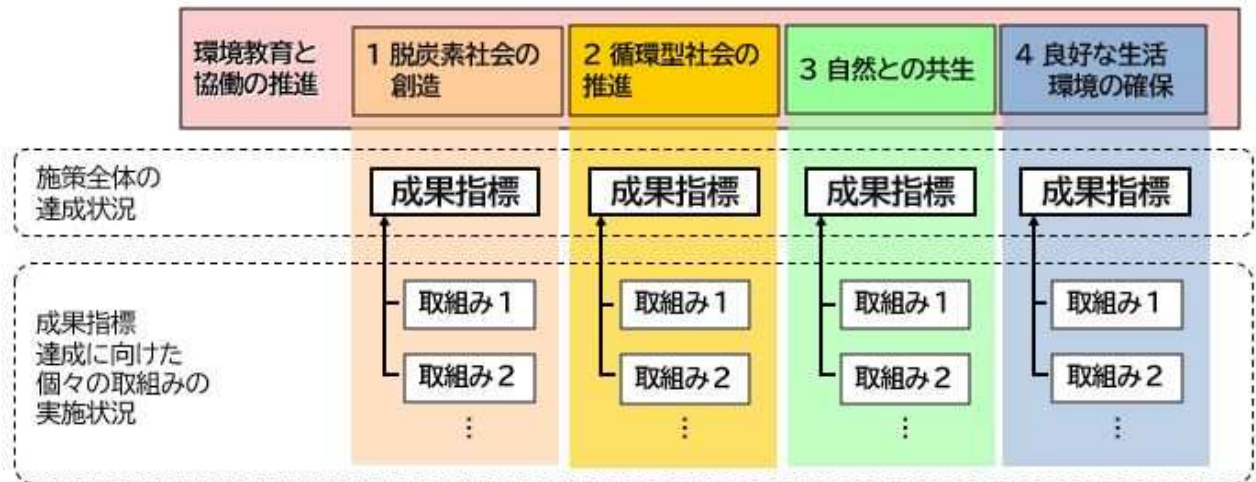 環境教育と
協働の推進
1 脱炭素社会の
創造
2 循環型社会の
推進
3 自然との共生
4 良好な生活
環境の確保
施策全体の
達成状況
成果指標
成果指標
成果指標
成果指標
成果指標
達成に向けた
個々の取組みの
実施状況
取組み1
取組み1
取組み1
取組み1
取組み2
取組み2
取組み2
取組み2
⋮
⋮
⋮
⋮